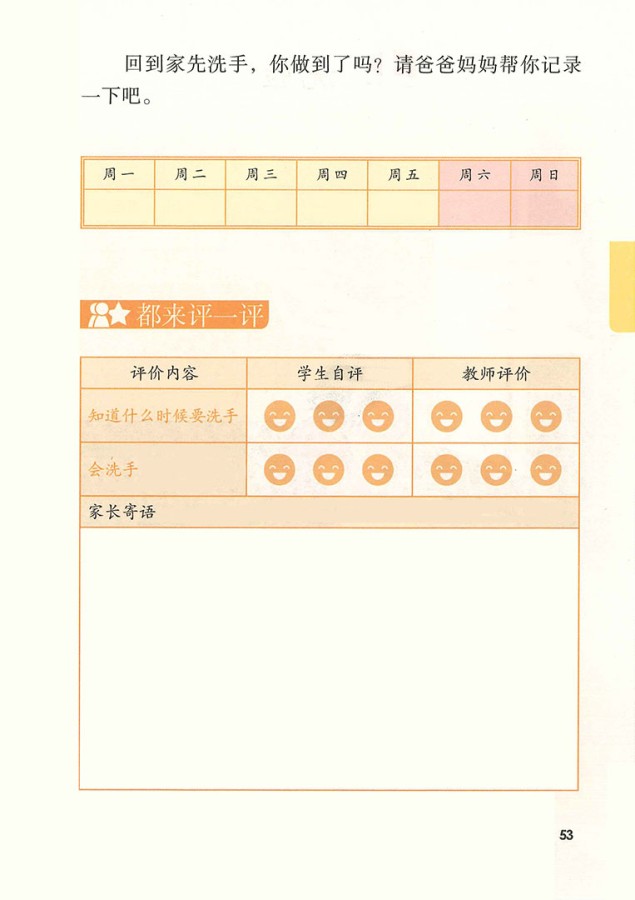 回到家先洗手，你做到了吗？请爸爸妈妈帮你记录
一下吧。
周一 周二 周三 周四 周五 周六 周日
都来评一评
评价内容 学生自评 教师评价
知道什么时候要洗手
会洗手
家长寄语
53